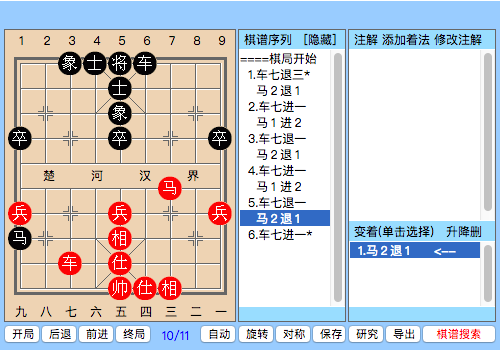 棋谱序列 [隐藏]
注解 添加着法 修改注解
1 2 3 4 5 6 7 8 9
象 士 将 车
士
象
卒 卒 卒
楚 河 汉 界
马
兵 兵 兵
马 相
车 仕
帅 仕 相
九 八 七 六 五 四 三 二 一
====棋局开始
1.车七退三*
马2退1
2.车七进一
马1进2
3.车七退一
马2退1
4.车七进一
马1进2
5.车七退一
马2退1
6.车七进一*
变着(单击选择) 升降删
1.马2退1 <--
开局 后退 前进 终局 10/11 自动 旋转 对称 保存 研究 导出 棋谱搜索